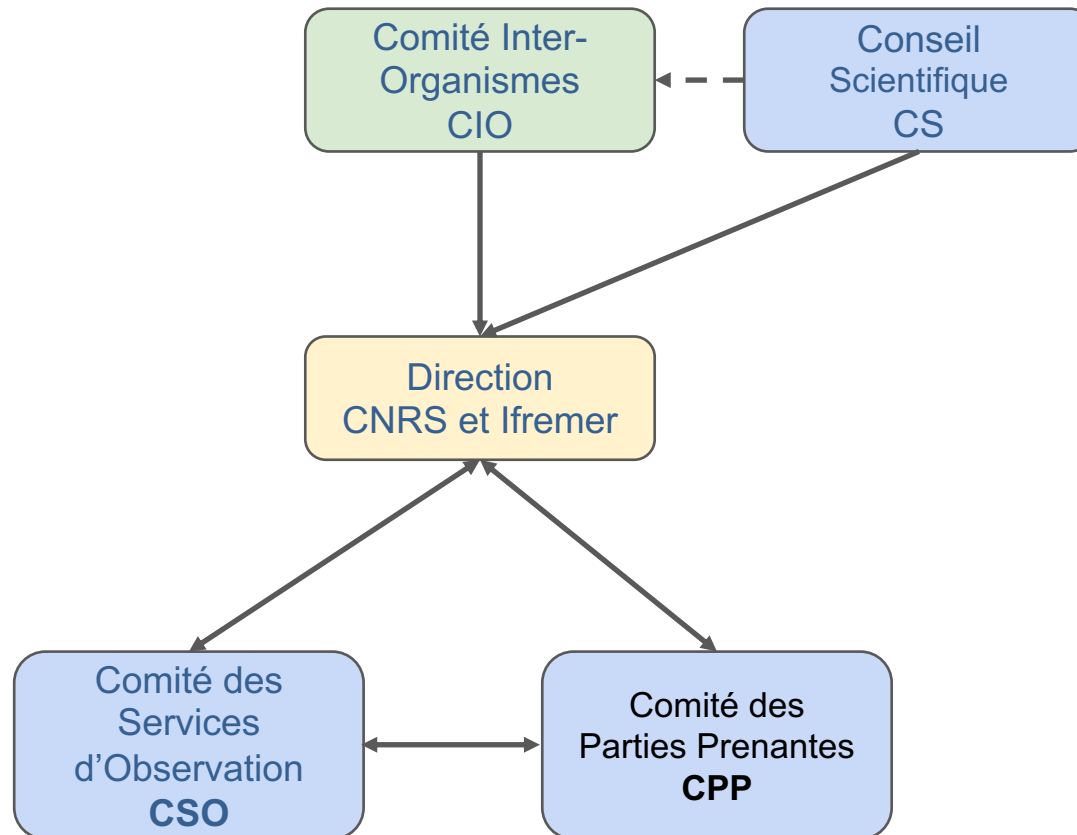 Comité Inter-
Organismes
CIO
Conseil
Scientifique
CS
Direction
CNRS et Ifremer
Comité des
Services
d’Observation
CSO
Comité des
Parties Prenantes
CPP